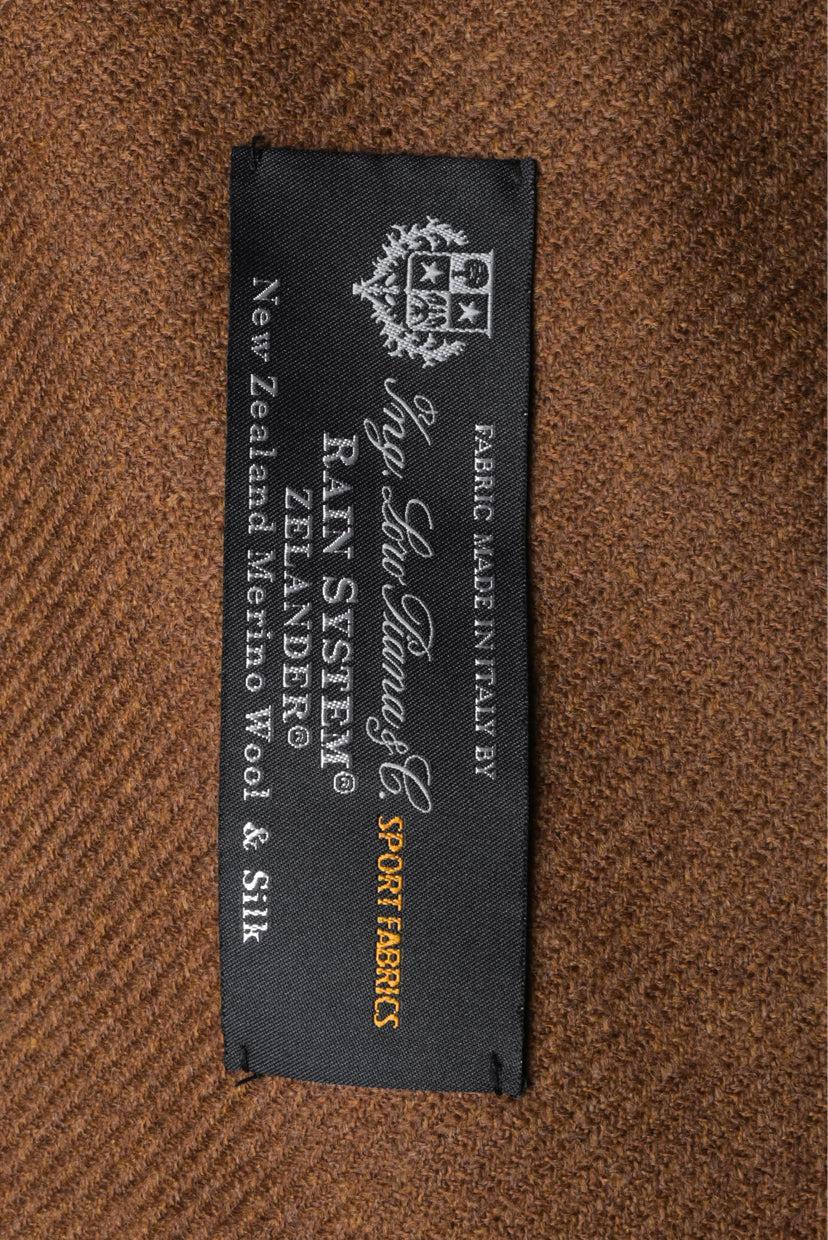 FABRIC MADE IN ITALY BY
Ing. Loro Piana & C. SPORT FABRICS
RAIN SYSTEM®
ZELANDER®
New Zealand Merino Wool & Silk